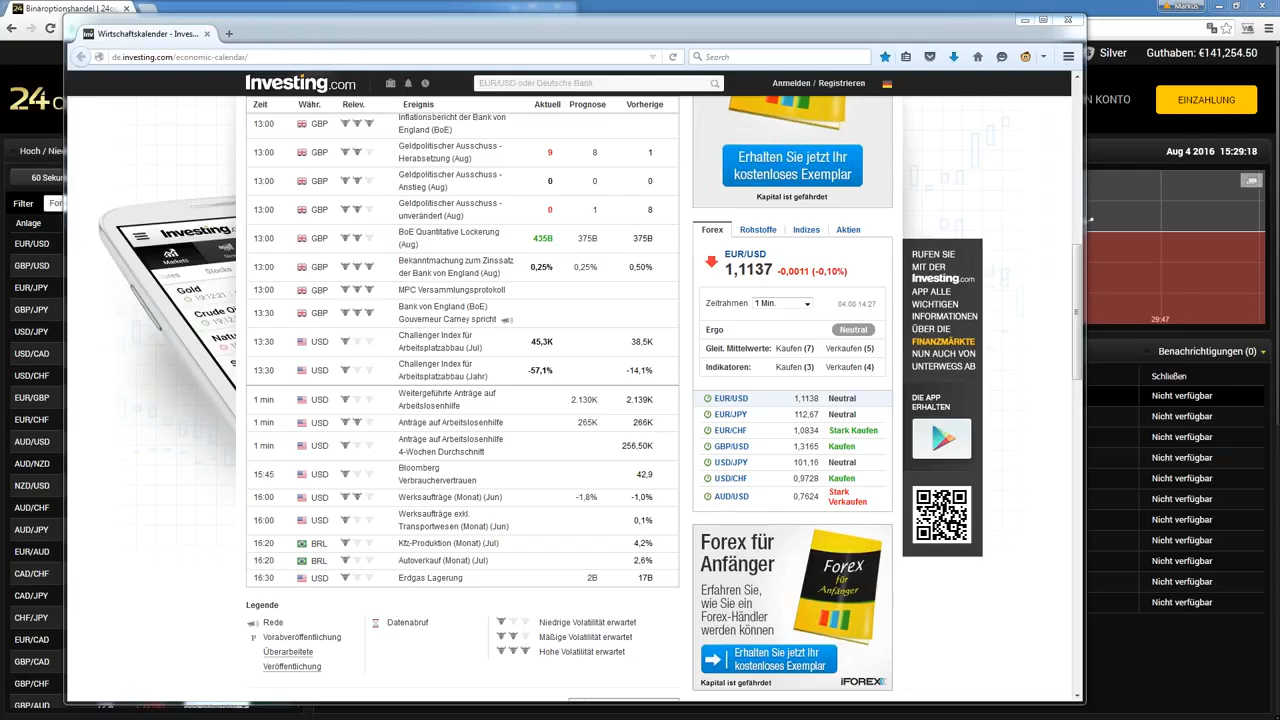 24 Binäroptionshandel | 24o
Markus
Wirtschaftskalender - Inves...
de.investing.com/economic-calendar/
Search
Silver
Guthaben: €141,254.50
24o
KONTO
EINZAHLUNG
Investing.com
EUR/USD oder Deutsche Bank
Anmelden / Registrieren
Zeit Währ. Relev. Ereignis Aktuell Prognose Vorherige
13:00 GBP Inflationsbericht der Bank von England (BoE)
13:00 GBP Geldpolitischer Ausschuss - Herabsetzung (Aug) 9 8 1
13:00 GBP Geldpolitischer Ausschuss - Anstieg (Aug) 0 0 0
13:00 GBP Geldpolitischer Ausschuss - unverändert (Aug) 0 1 8
13:00 GBP BoE Quantitative Lockerung (Aug) 435B 375B 375B
13:00 GBP Bekanntmachung zum Zinssatz der Bank von England (Aug) 0,25% 0,25% 0,50%
13:00 GBP MPC Versammlungsprotokoll
13:30 GBP Bank von England (BoE) Gouverneur Carney spricht
13:30 USD Challenger Index für Arbeitsplatzabbau (Jul) 45,3K 38,5K
13:30 USD Challenger Index für Arbeitsplatzabbau (Jahr) -57,1% -14,1%
1 min USD Weitergeführte Anträge auf Arbeitslosenhilfe 2.130K 2.139K
1 min USD Anträge auf Arbeitslosenhilfe 265K 266K
1 min USD Anträge auf Arbeitslosenhilfe 4-Wochen Durchschnitt 256,50K
15:45 USD Bloomberg Verbrauchervertrauen 42,9
16:00 USD Werksaufträge (Monat) (Jun) -1,8% -1,0%
16:00 USD Werksaufträge exkl. Transportwesen (Monat) (Jun) 0,1%
16:20 BRL Kfz-Produktion (Monat) (Jul) 4,2%
16:20 BRL Autoverkauf (Monat) (Jul) 2,6%
16:30 USD Erdgas Lagerung 2B 17B
Legende
Rede
P Vorabveröffentlichung
Überarbeitete
Veröffentlichung
Datenabruf
Niedrige Volatilität erwartet
Mäßige Volatilität erwartet
Hohe Volatilität erwartet
Erhalten Sie jetzt Ihr
kostenloses Exemplar
Kapital ist gefährdet
Forex Rohstoffe Indizes Aktien
EUR/USD
1,1137 -0,0011 (-0,10%)
Zeitrahmen 1 Min. 04.08 14:27
Ergo Neutral
Gleit. Mittelwerte: Kaufen (7) Verkaufen (5)
Indikatoren: Kaufen (3) Verkaufen (4)
EUR/USD 1,1138 Neutral
EUR/JPY 112,67 Neutral
EUR/CHF 1,0834 Stark Kaufen
GBP/USD 1,3165 Kaufen
USD/JPY 101,16 Neutral
USD/CHF 0,9728 Kaufen
AUD/USD 0,7624 Stark Verkaufen
Forex für
Anfänger
Erfahren Sie,
wie Sie ein
Forex-Händler
werden können
Forex
für
Anfänger
Erhalten Sie jetzt Ihr
kostenloses Exemplar
Kapital ist gefährdet
iFOREX
RUFEN SIE
MIT DER
Investing.com
APP ALLE
WICHTIGEN
INFORMATIONEN
ÜBER DIE
FINANZMÄRKTE
NUN AUCH VON
UNTERWEGS AB
DIE APP
ERHALTEN
Investing.com
Markets
Stocks
Gold
19:12:21
Crude O
Hoch / Nie
60 Sekun
Filter
Anlage
EUR/USD
GBP/USD
EUR/JPY
GBP/JPY
USD/JPY
USD/CAD
USD/CHF
EUR/GBP
EUR/CHF
AUD/USD
AUD/NZD
NZD/USD
AUD/CHF
AUD/JPY
EUR/AUD
CAD/CHF
CAD/JPY
CHF/JPY
EUR/CAD
GBP/CAD
GBP/CHF
GBP/AUD
Aug 4 2016 15:29:18
29:47
Benachrichtigungen (0)
Schließen
Nicht verfügbar
Nicht verfügbar
Nicht verfügbar
Nicht verfügbar
Nicht verfügbar
Nicht verfügbar
Nicht verfügbar
Nicht verfügbar
Nicht verfügbar
Nicht verfügbar
Nicht verfügbar